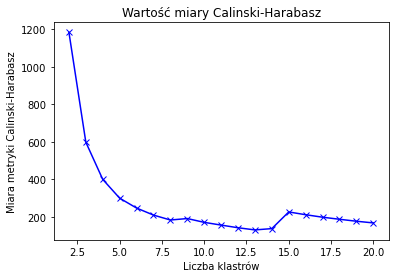 Wartość miary Calinski-Harabasz
Miara metryki Calinski-Harabasz
1200
1000
800
600
400
200
2.5 5.0 7.5 10.0 12.5 15.0 17.5 20.0
Liczba klastrów